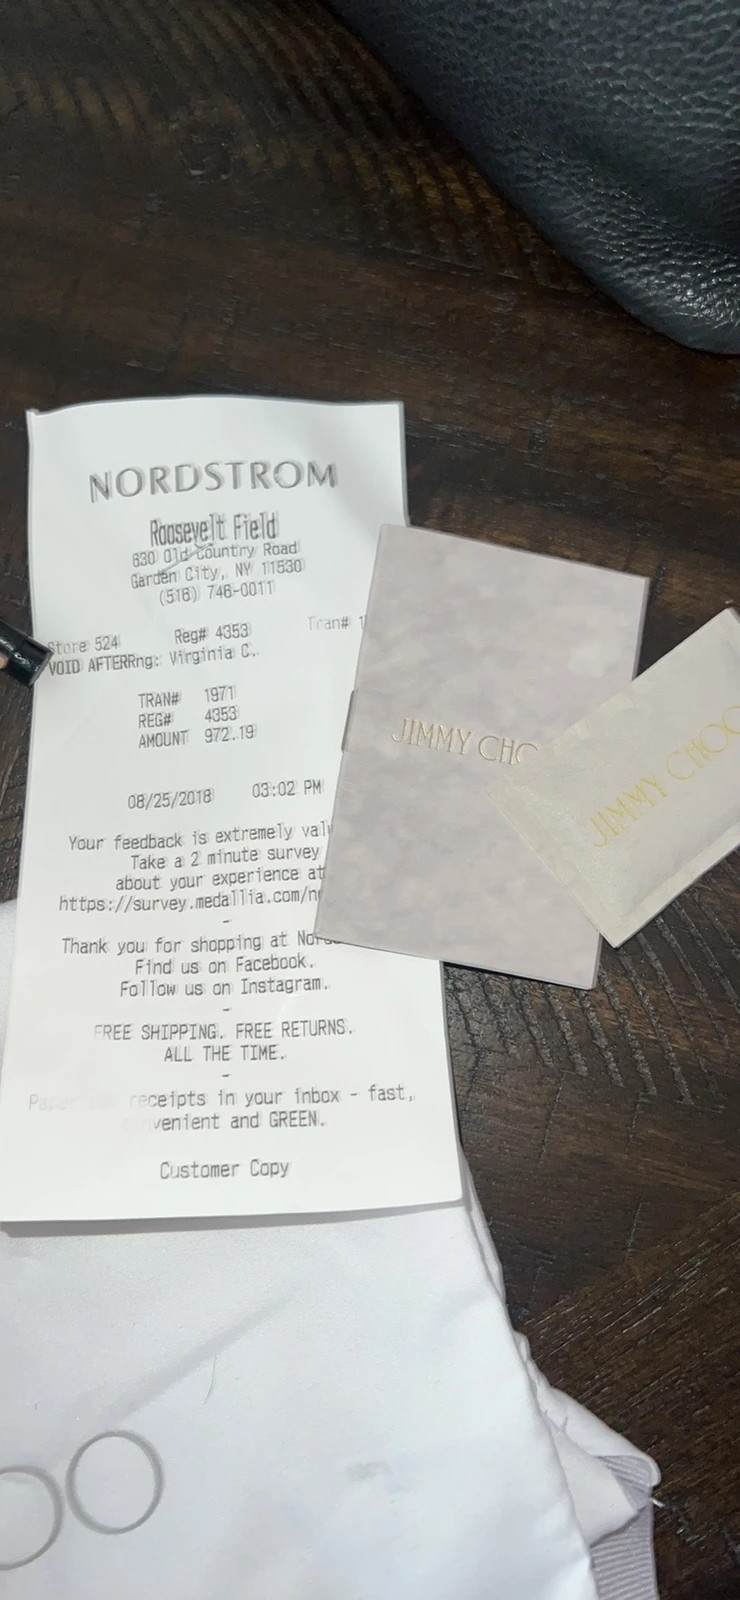 NORDSTROM
Roosevelt Field
630 Old Country Road
Garden City, NY 11530
(516) 746-0011
Store 524 Reg# 4353 Tran# 1
VOID AFTERRng: Virginia C.
TRAN# 1971
REG# 4353
AMOUNT 972.19
08/25/2018 03:02 PM
Your feedback is extremely val
Take a 2 minute survey
about your experience at
https://survey.medallia.com/n
Thank you for shopping at Nor
Find us on Facebook.
Follow us on Instagram.
FREE SHIPPING. FREE RETURNS.
ALL THE TIME.
receipts in your inbox - fast,
venient and GREEN.
Customer Copy
JIMMY CHO
JIMMY CHOO
OO